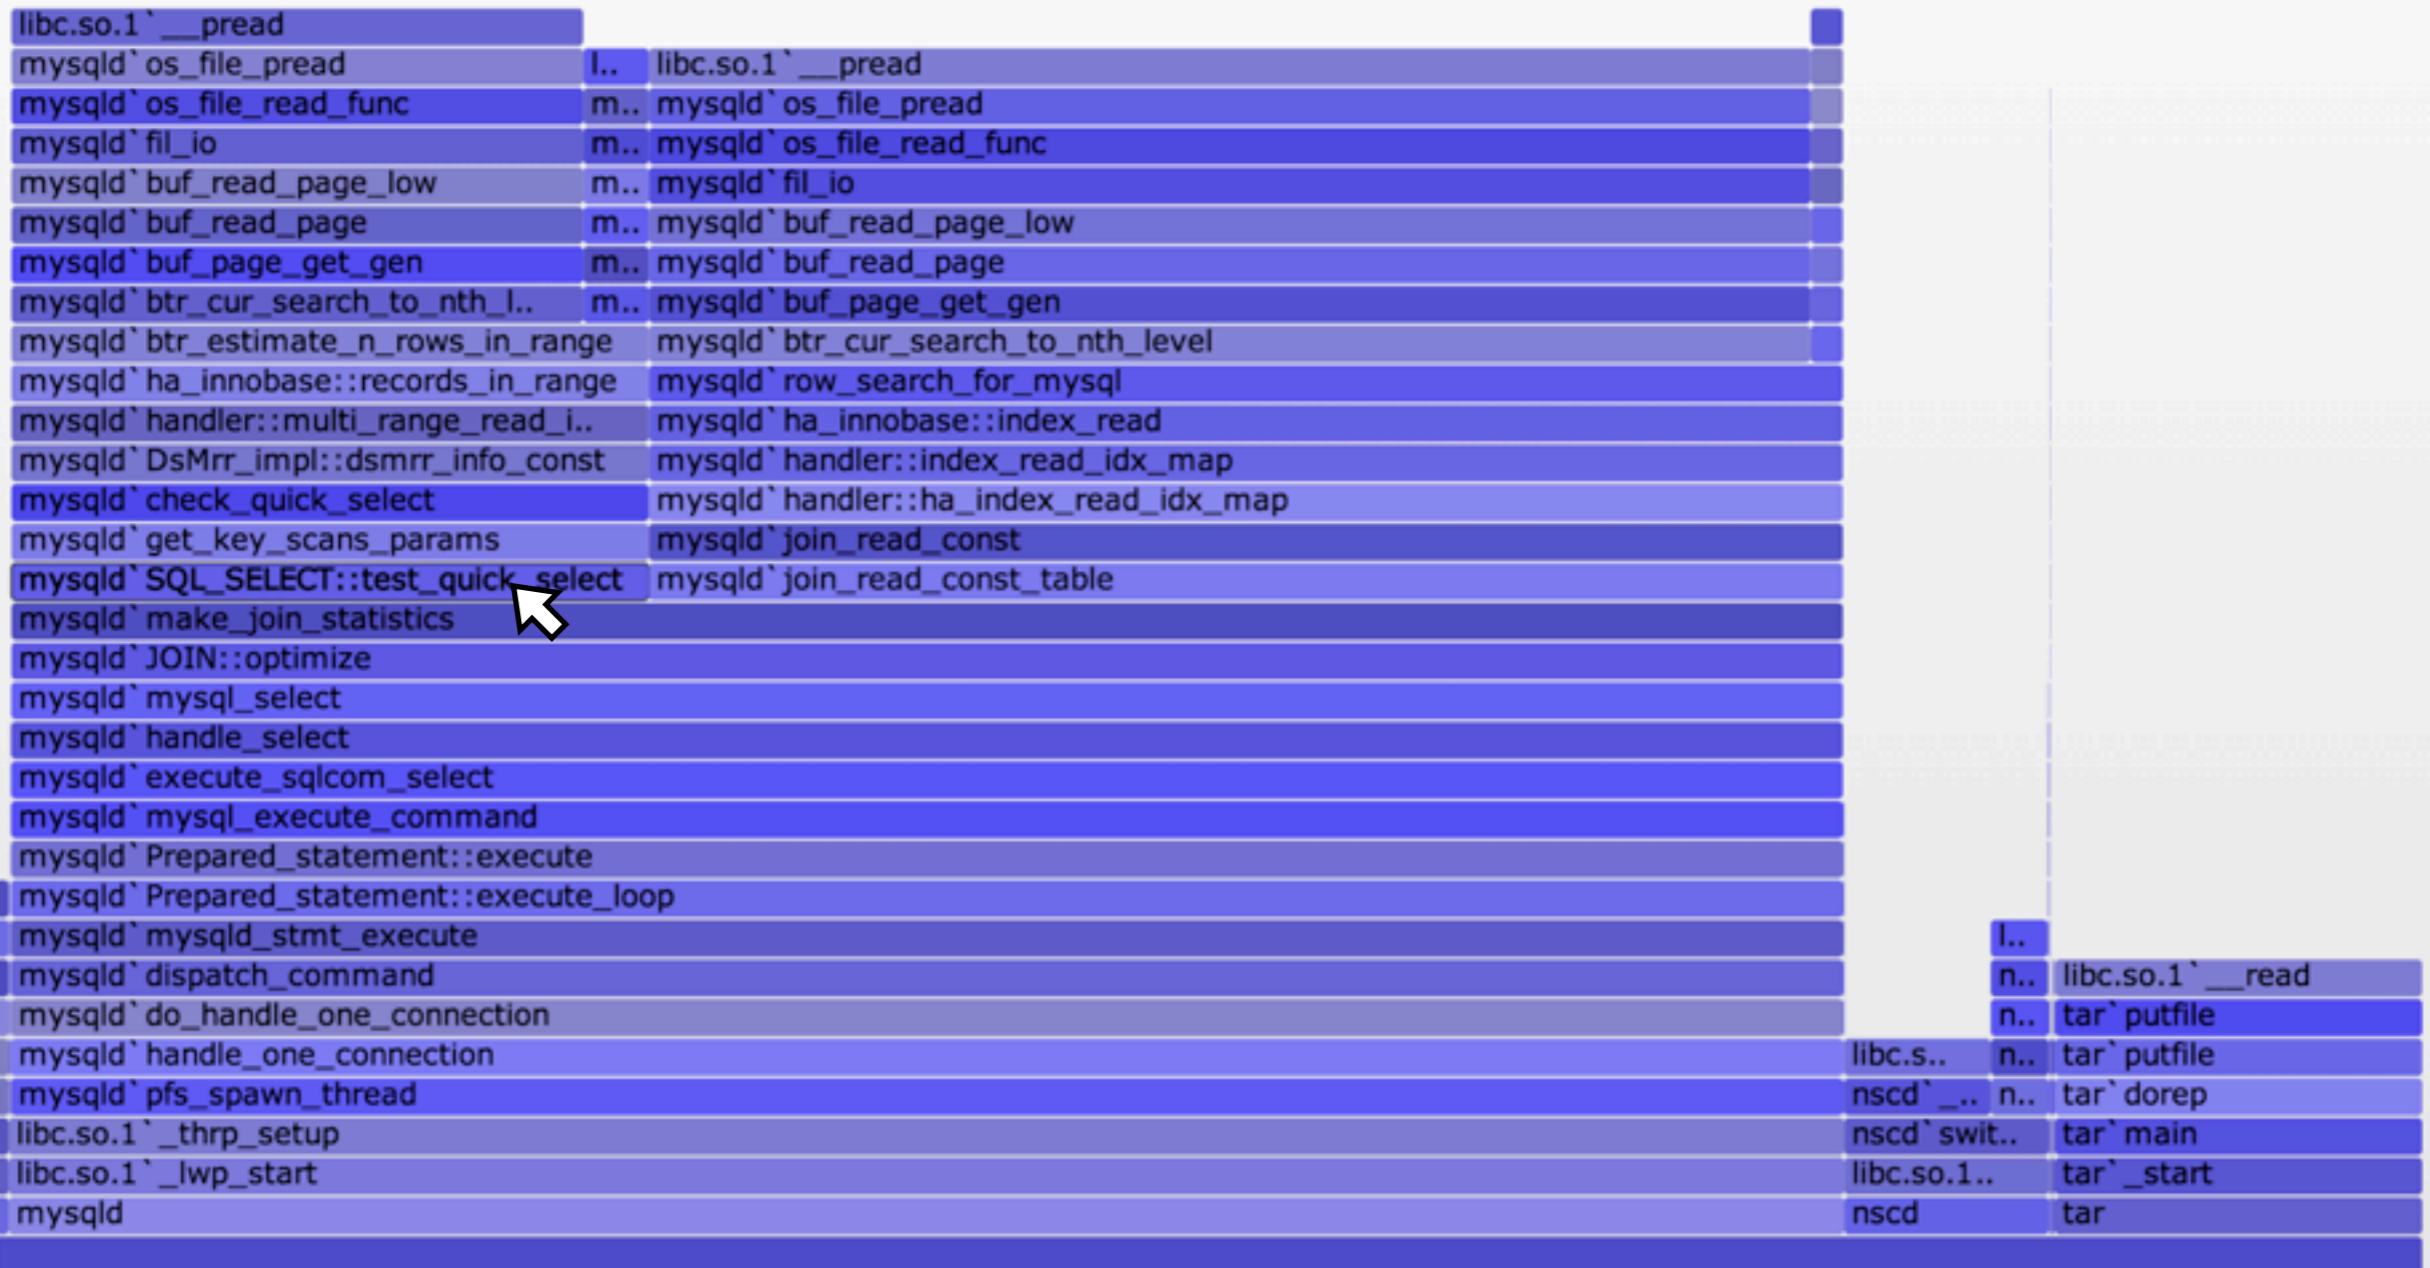 libc.so.1`__pread
mysqld`os_file_pread l.. libc.so.1`__pread
mysqld`os_file_read_func m.. mysqld`os_file_pread
mysqld`fil_io m.. mysqld`os_file_read_func
mysqld`buf_read_page_low m.. mysqld`fil_io
mysqld`buf_read_page m.. mysqld`buf_read_page_low
mysqld`buf_page_get_gen m.. mysqld`buf_read_page
mysqld`btr_cur_search_to_nth_l.. m.. mysqld`buf_page_get_gen
mysqld`btr_estimate_n_rows_in_range mysqld`btr_cur_search_to_nth_level
mysqld`ha_innobase::records_in_range mysqld`row_search_for_mysql
mysqld`handler::multi_range_read_i.. mysqld`ha_innobase::index_read
mysqld`DsMrr_impl::dsmrr_info_const mysqld`handler::index_read_idx_map
mysqld`check_quick_select mysqld`handler::ha_index_read_idx_map
mysqld`get_key_scans_params mysqld`join_read_const
mysqld`SQL_SELECT::test_quick_select mysqld`join_read_const_table
mysqld`make_join_statistics
mysqld`JOIN::optimize
mysqld`mysql_select
mysqld`handle_select
mysqld`execute_sqlcom_select
mysqld`mysql_execute_command
mysqld`Prepared_statement::execute
mysqld`Prepared_statement::execute_loop
mysqld`mysqld_stmt_execute l..
mysqld`dispatch_command n.. libc.so.1`__read
mysqld`do_handle_one_connection n.. tar`putfile
mysqld`handle_one_connection libc.s.. n.. tar`putfile
mysqld`pfs_spawn_thread nscd`_.. n.. tar`dorep
libc.so.1`_thrp_setup nscd`swit.. tar`main
libc.so.1`_lwp_start libc.so.1.. tar`_start
mysqld nscd tar